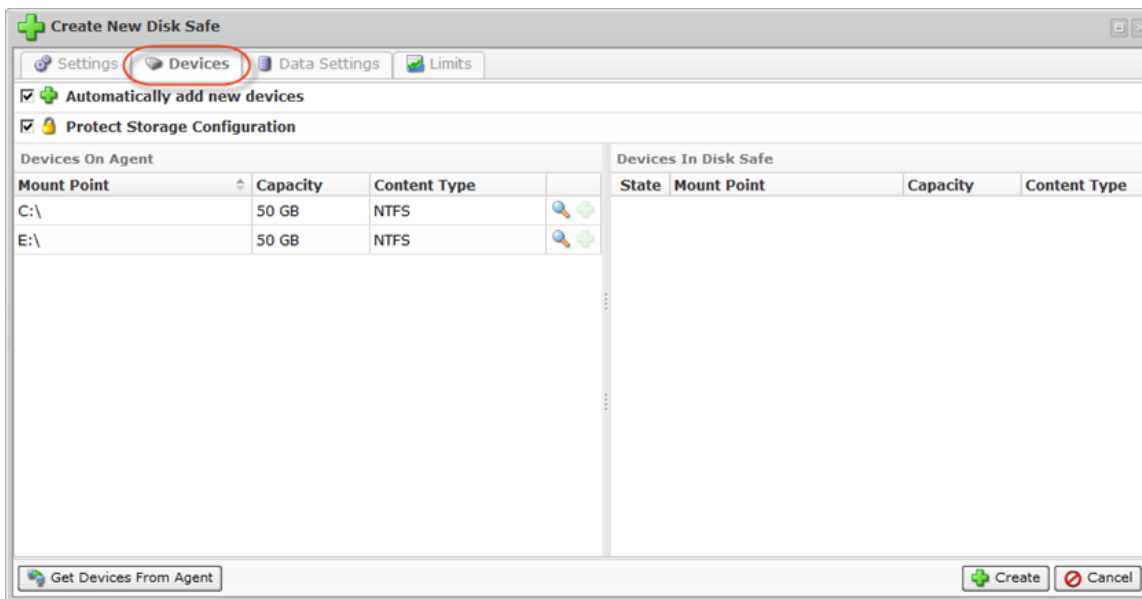 Create New Disk Safe
Settings Devices Data Settings Limits
Automatically add new devices
Protect Storage Configuration
Devices On Agent Devices In Disk Safe
Mount Point Capacity Content Type State Mount Point Capacity Content Type
C:\ 50 GB NTFS
E:\ 50 GB NTFS
Get Devices From Agent Create Cancel